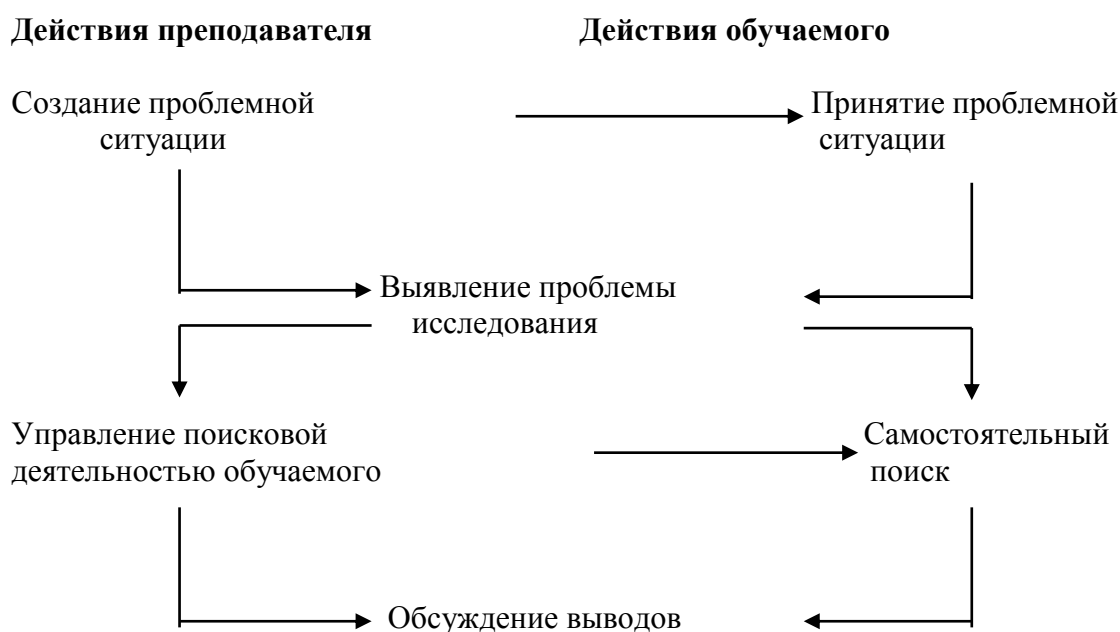 Действия преподавателя Действия обучаемого
Создание проблемной Принятие проблемной
ситуации ситуации
Выявление проблемы
исследования
Управление поисковой Самостоятельный
деятельностью обучаемого поиск
Обсуждение выводов